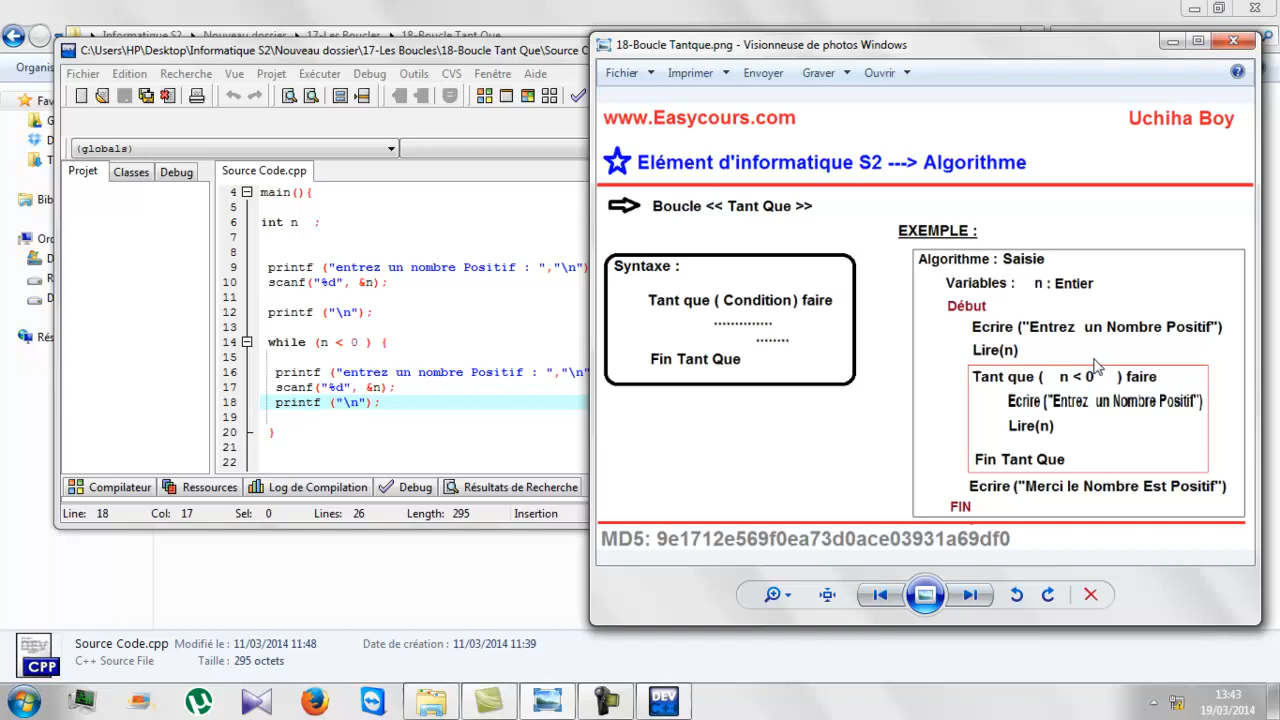 C:\Users\HP\Desktop\Informatique S2\Nouveau dossier\17-Les Boucles\18-Boucle Tant Que\Source C
Fichier Edition Recherche Vue Projet Exécuter Debug Outils CVS Fenêtre Aide
(globals)
Projet Classes Debug
Source Code.cpp
4 main(){
5
6 int n ;
7
8
9 printf ("entrez un nombre Positif : ","\n")
10 scanf("%d", &n);
11
12 printf ("\n");
13
14 while (n < 0 ) {
15
16 printf ("entrez un nombre Positif : ","\n"
17 scanf("%d", &n);
18 printf ("\n");
19
20 }
21
22
Compilateur Ressources Log de Compilation Debug Résultats de Recherche
Line: 18 Col: 17 Sel: 0 Lines: 26 Length: 295 Insertion
18-Boucle Tantque.png - Visionneuse de photos Windows
Fichier Imprimer Envoyer Graver Ouvrir
www.Easycours.com Uchiha Boy
Elément d'informatique S2 ---> Algorithme
Boucle << Tant Que >>
Syntaxe :
Tant que ( Condition ) faire
..............
........
Fin Tant Que
EXEMPLE :
Algorithme : Saisie
Variables : n : Entier
Début
Ecrire ("Entrez un Nombre Positif")
Lire(n)
Tant que ( n < 0 ) faire
Ecrire ("Entrez un Nombre Positif")
Lire(n)
Fin Tant Que
Ecrire ("Merci le Nombre Est Positif")
FIN
MD5: 9e1712e569f0ea73d0ace03931a69df0
Organis
Fav
Bib
Ord
Rés
Source Code.cpp Modifié le : 11/03/2014 11:48 Date de création : 11/03/2014 11:39
C++ Source File Taille : 295 octets
CPP
DEV
13:43
19/03/2014